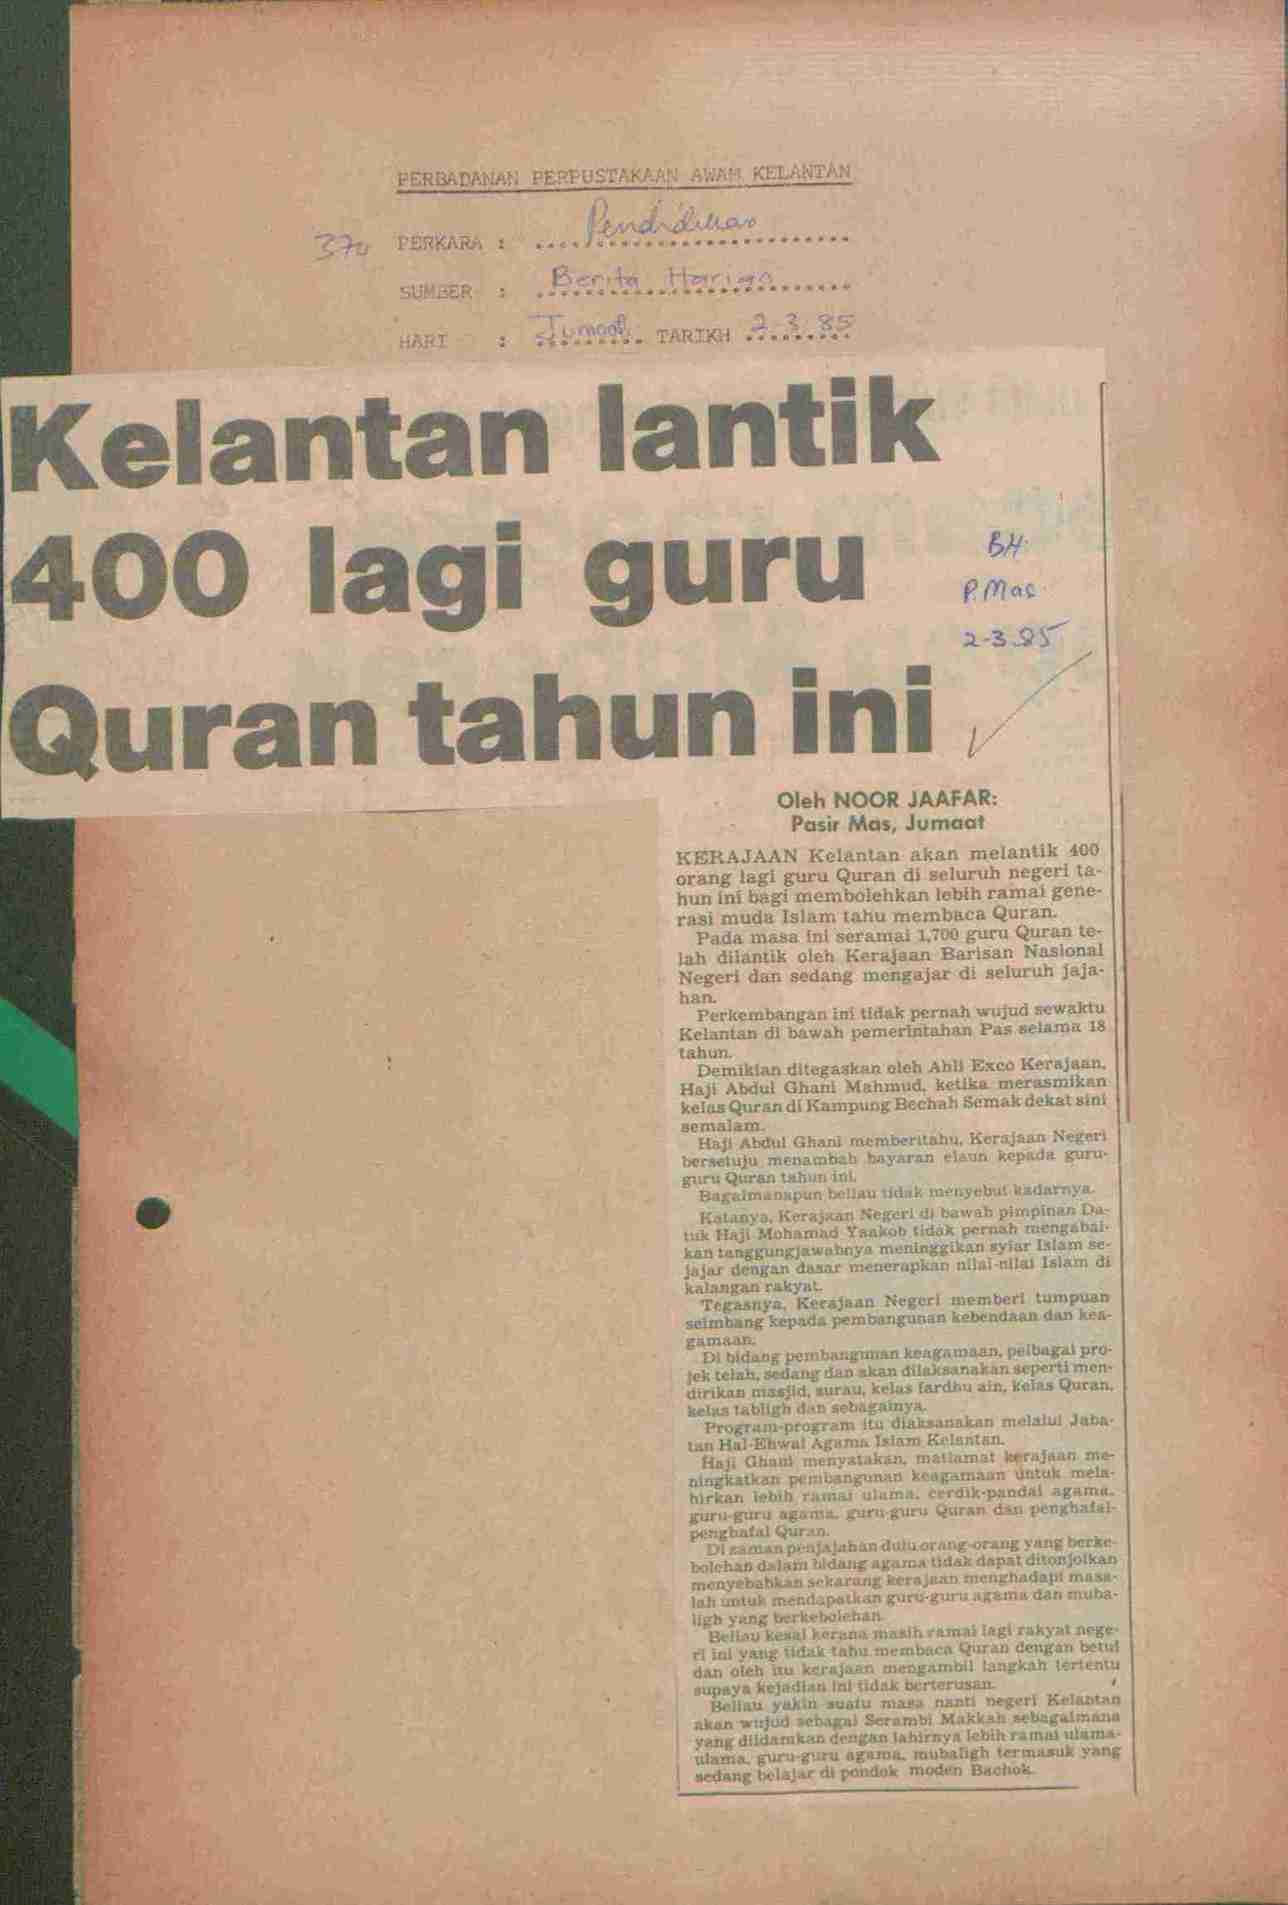 PERBADANAN PERPUSTAKAAN AWAM KELANTAN
370 PERKARA : Pendidikan
SUMBER : Berita Harian
HARI : Jumaat TARIKH 2.3.85
Kelantan lantik
400 lagi guru
Quran tahun ini
BH
P.Mas
2-3-85
Oleh NOOR JAAFAR:
Pasir Mas, Jumaat
KERAJAAN Kelantan akan melantik 400
orang lagi guru Quran di seluruh negeri ta-
hun ini bagi membolehkan lebih ramai gene-
rasi muda Islam tahu membaca Quran.
Pada masa ini seramai 1,700 guru Quran te-
lah dilantik oleh Kerajaan Barisan Nasional
Negeri dan sedang mengajar di seluruh jaja-
han.
Perkembangan ini tidak pernah wujud sewaktu
Kelantan di bawah pemerintahan Pas selama 18
tahun.
Demikian ditegaskan oleh Ahli Exco Kerajaan,
Haji Abdul Ghani Mahmud, ketika merasmikan
kelas Quran di Kampung Bechah Semak dekat sini
semalam.
Haji Abdul Ghani memberitahu, Kerajaan Negeri
bersetuju menambah bayaran elaun kepada guru-
guru Quran tahun ini.
Bagaimanapun beliau tidak menyebut kadarnya.
Katanya, Kerajaan Negeri di bawah pimpinan Da-
tuk Haji Mohamad Yaakob tidak pernah mengabai-
kan tanggungjawabnya meninggikan syiar Islam se-
jajar dengan dasar menerapkan nilai-nilai Islam di
kalangan rakyat.
Tegasnya, Kerajaan Negeri memberi tumpuan
seimbang kepada pembangunan kebendaan dan kea-
gamaan.
Di bidang pembangunan keagamaan, pelbagai pro-
jek telah, sedang dan akan dilaksanakan seperti men-
dirikan masjid, surau, kelas fardhu ain, kelas Quran,
kelas tabligh dan sebagainya.
Program-program itu diaksanakan melalui Jaba-
tan Hal-Ehwal Agama Islam Kelantan.
Haji Ghani menyatakan, matlamat kerajaan me-
ningkatkan pembangunan keagamaan untuk mela-
hirkan lebih ramai ulama, cerdik-pandai agama,
guru-guru agama, guru-guru Quran dan penghafal-
penghafal Quran.
Di zaman penjajahan dulu orang-orang yang berke-
bolehan dalam bidang agama tidak dapat ditonjolkan
menyebabkan sekarang kerajaan menghadapi masa-
lah untuk mendapatkan guru-guru agama dan muba-
ligh yang berkebolehan.
Beliau kesal kerana masih ramai lagi rakyat nege-
ri ini yang tidak tahu membaca Quran dengan betul
dan oleh itu kerajaan mengambil langkah tertentu
supaya kejadian ini tidak berterusan.
Beliau yakin suatu masa nanti negeri Kelantan
akan wujud sebagai Serambi Makkah sebagaimana
yang diidamkan dengan lahirnya lebih ramai ulama-
ulama, guru-guru agama, mubaligh termasuk yang
sedang belajar di pondok moden Bachok.